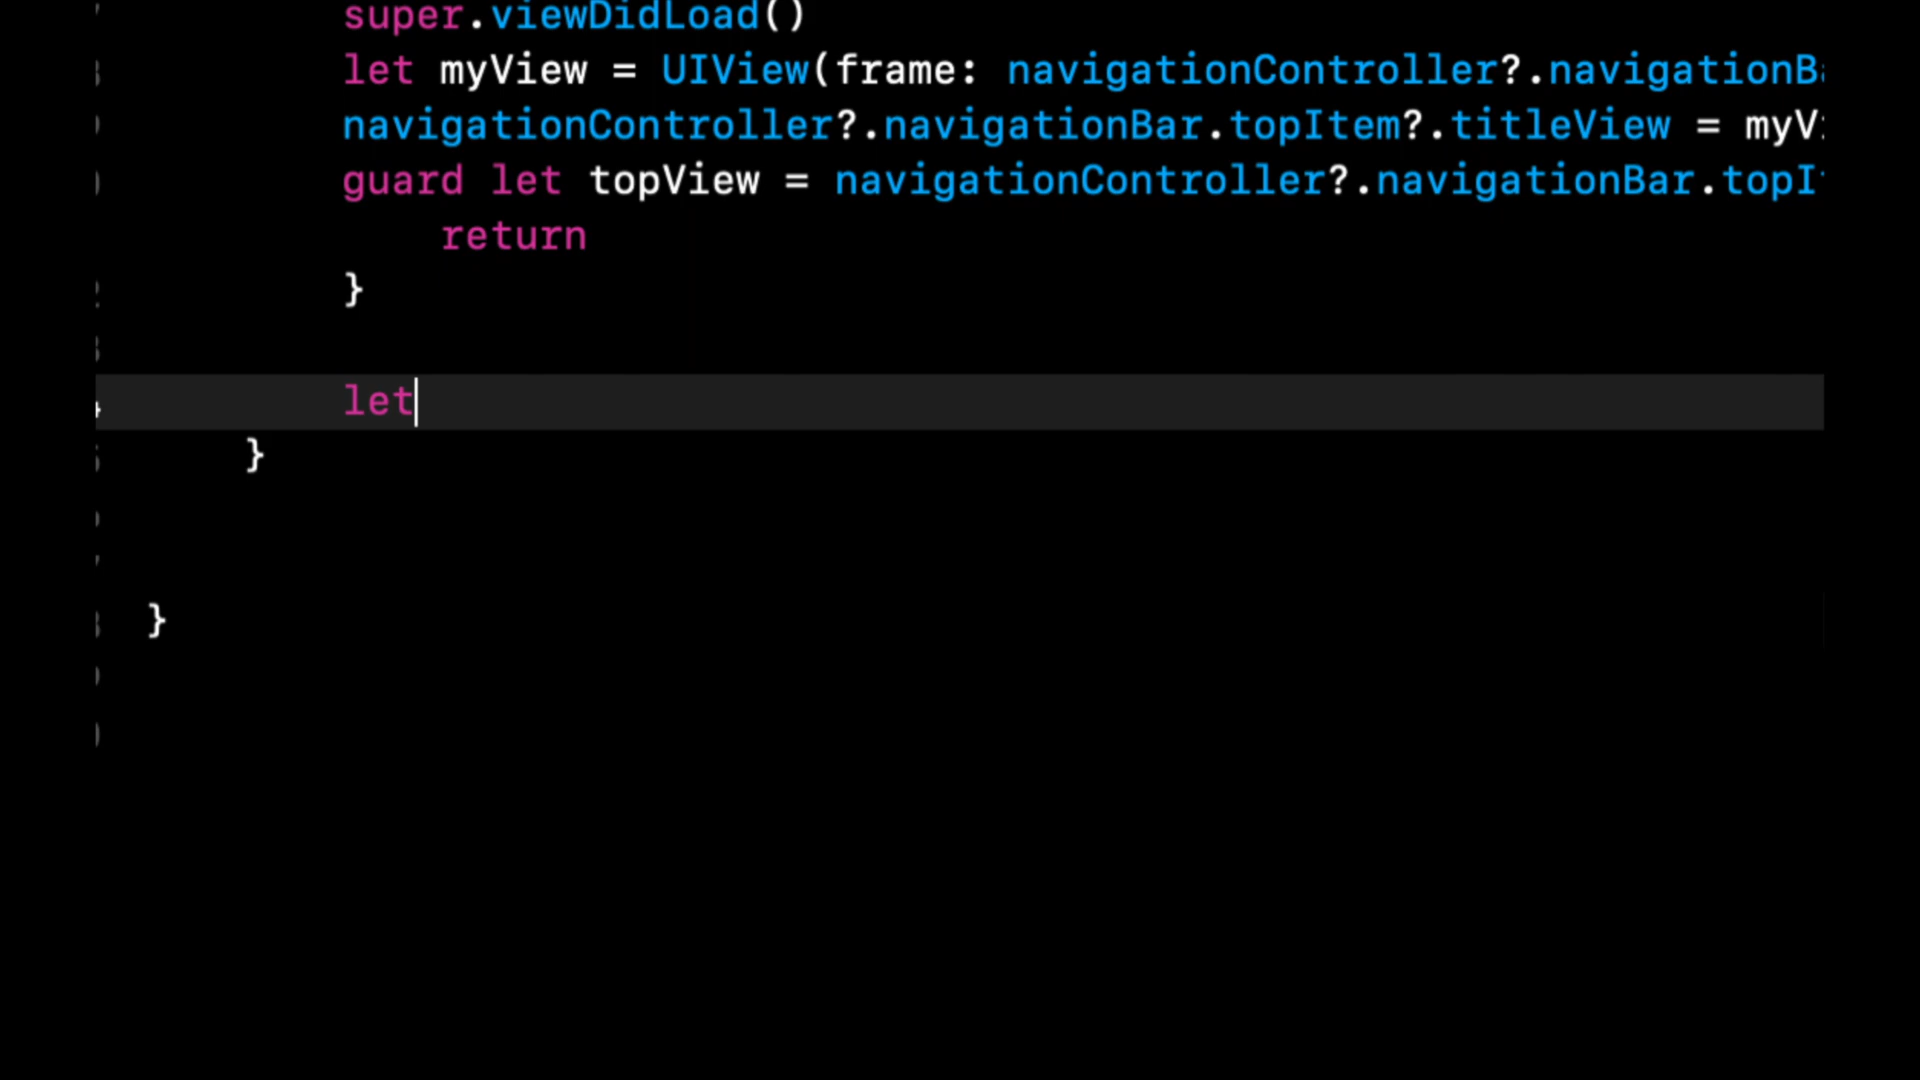 super.viewDidLoad()
let myView = UIView(frame: navigationController?.navigationBa
navigationController?.navigationBar.topItem?.titleView = myV
guard let topView = navigationController?.navigationBar.topI
return
}
let
}
}